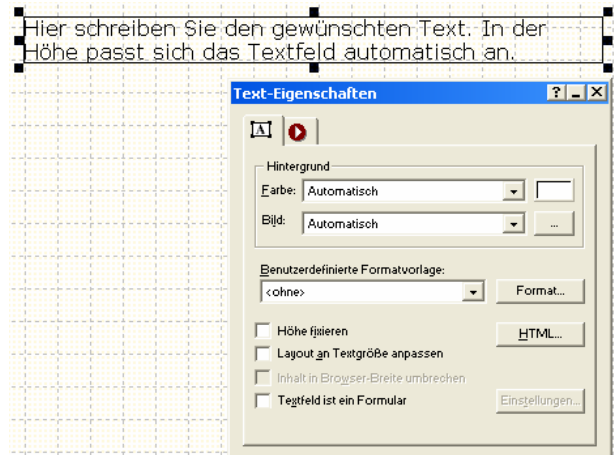 Hier schreiben Sie den gewünschten Text. In der
Höhe passt sich das Textfeld automatisch an.
Text-Eigenschaften
A
Hintergrund
Farbe: Automatisch
Bild: Automatisch ...
Benutzerdefinierte Formatvorlage:
<ohne> Format...
Höhe fixieren HTML...
Layout an Textgröße anpassen
Inhalt in Browser-Breite umbrechen
Textfeld ist ein Formular Einstellungen...